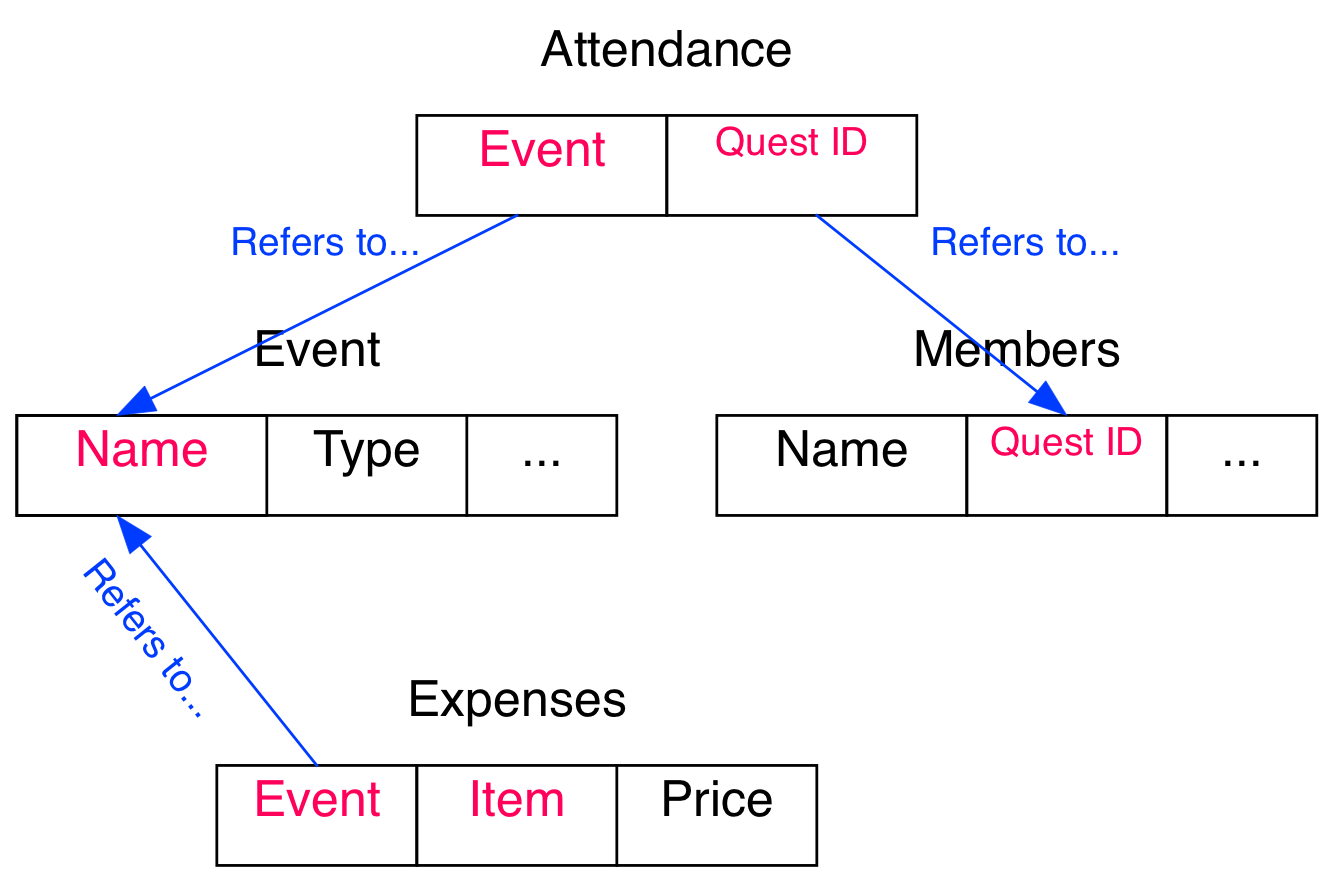 Attendance
Event
Quest ID
Refers to...
Refers to...
Event
Members
Name
Type
...
Name
Quest ID
...
Refers to...
Expenses
Event
Item
Price